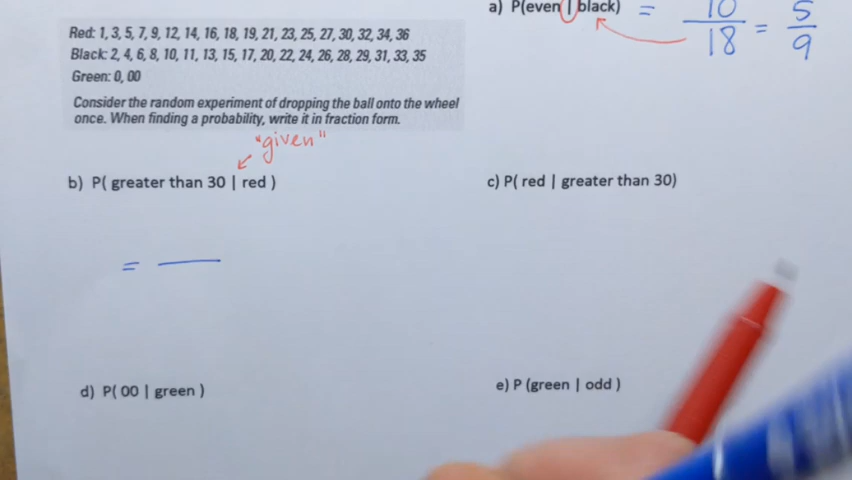 a) P(even | black) = 10/18 = 5/9
Red: 1, 3, 5, 7, 9, 12, 14, 16, 18, 19, 21, 23, 25, 27, 30, 32, 34, 36
Black: 2, 4, 6, 8, 10, 11, 13, 15, 17, 20, 22, 24, 26, 28, 29, 31, 33, 35
Green: 0, 00
Consider the random experiment of dropping the ball onto the wheel
once. When finding a probability, write it in fraction form.
"given"
b) P( greater than 30 | red )
c) P( red | greater than 30)
=
d) P( 00 | green )
e) P (green | odd )